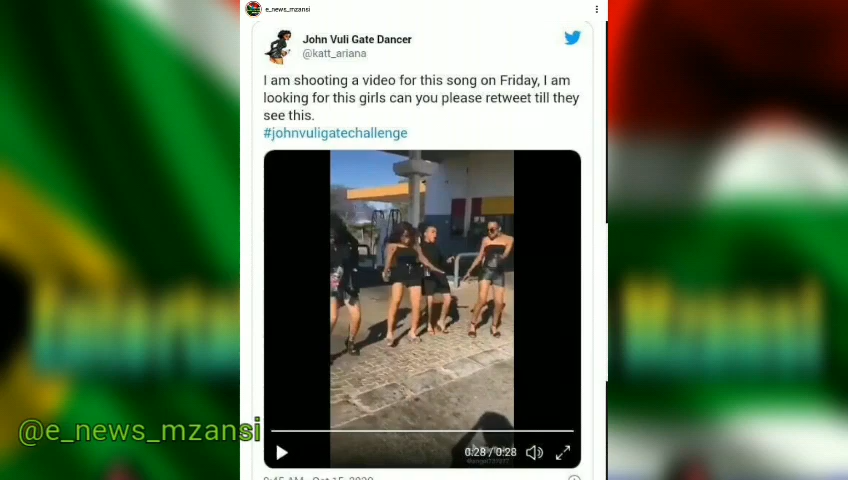 e_news_mzansi
John Vuli Gate Dancer
@katt_ariana
I am shooting a video for this song on Friday, I am
looking for this girls can you please retweet till they
see this.
#johnvuligatechallenge
0:28 / 0:28
@e_news_mzansi
Mzansi